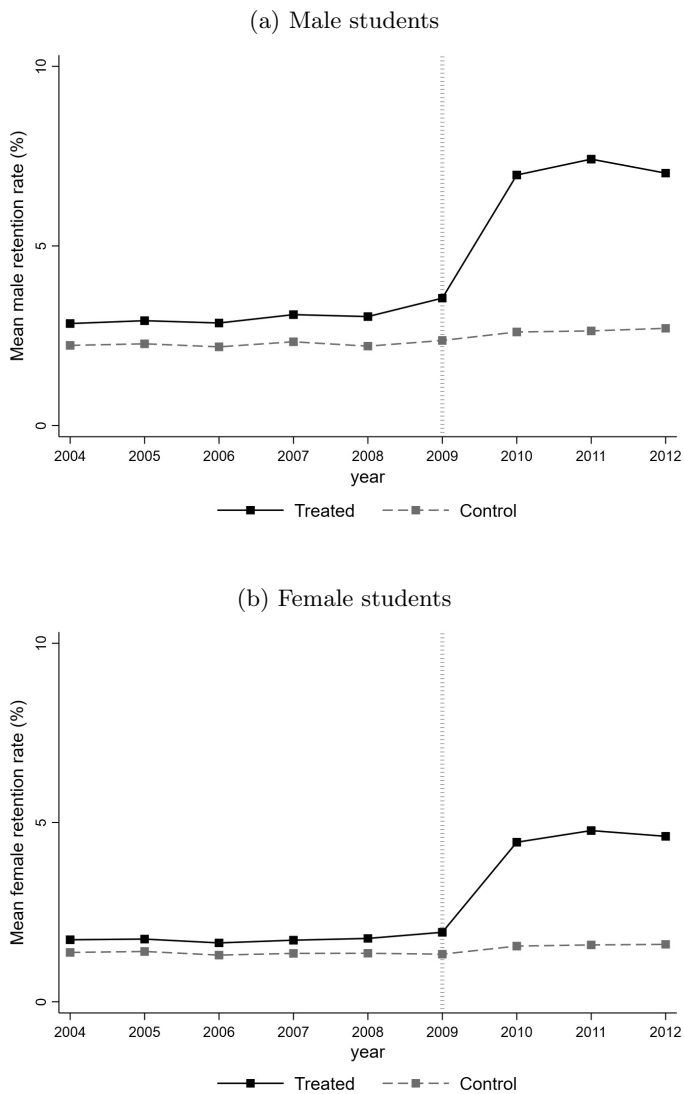 (a) Male students
Mean male retention rate (%)
10
5
0
2004 2005 2006 2007 2008 2009 2010 2011 2012
year
Treated Control
(b) Female students
Mean female retention rate (%)
10
5
0
2004 2005 2006 2007 2008 2009 2010 2011 2012
year
Treated Control